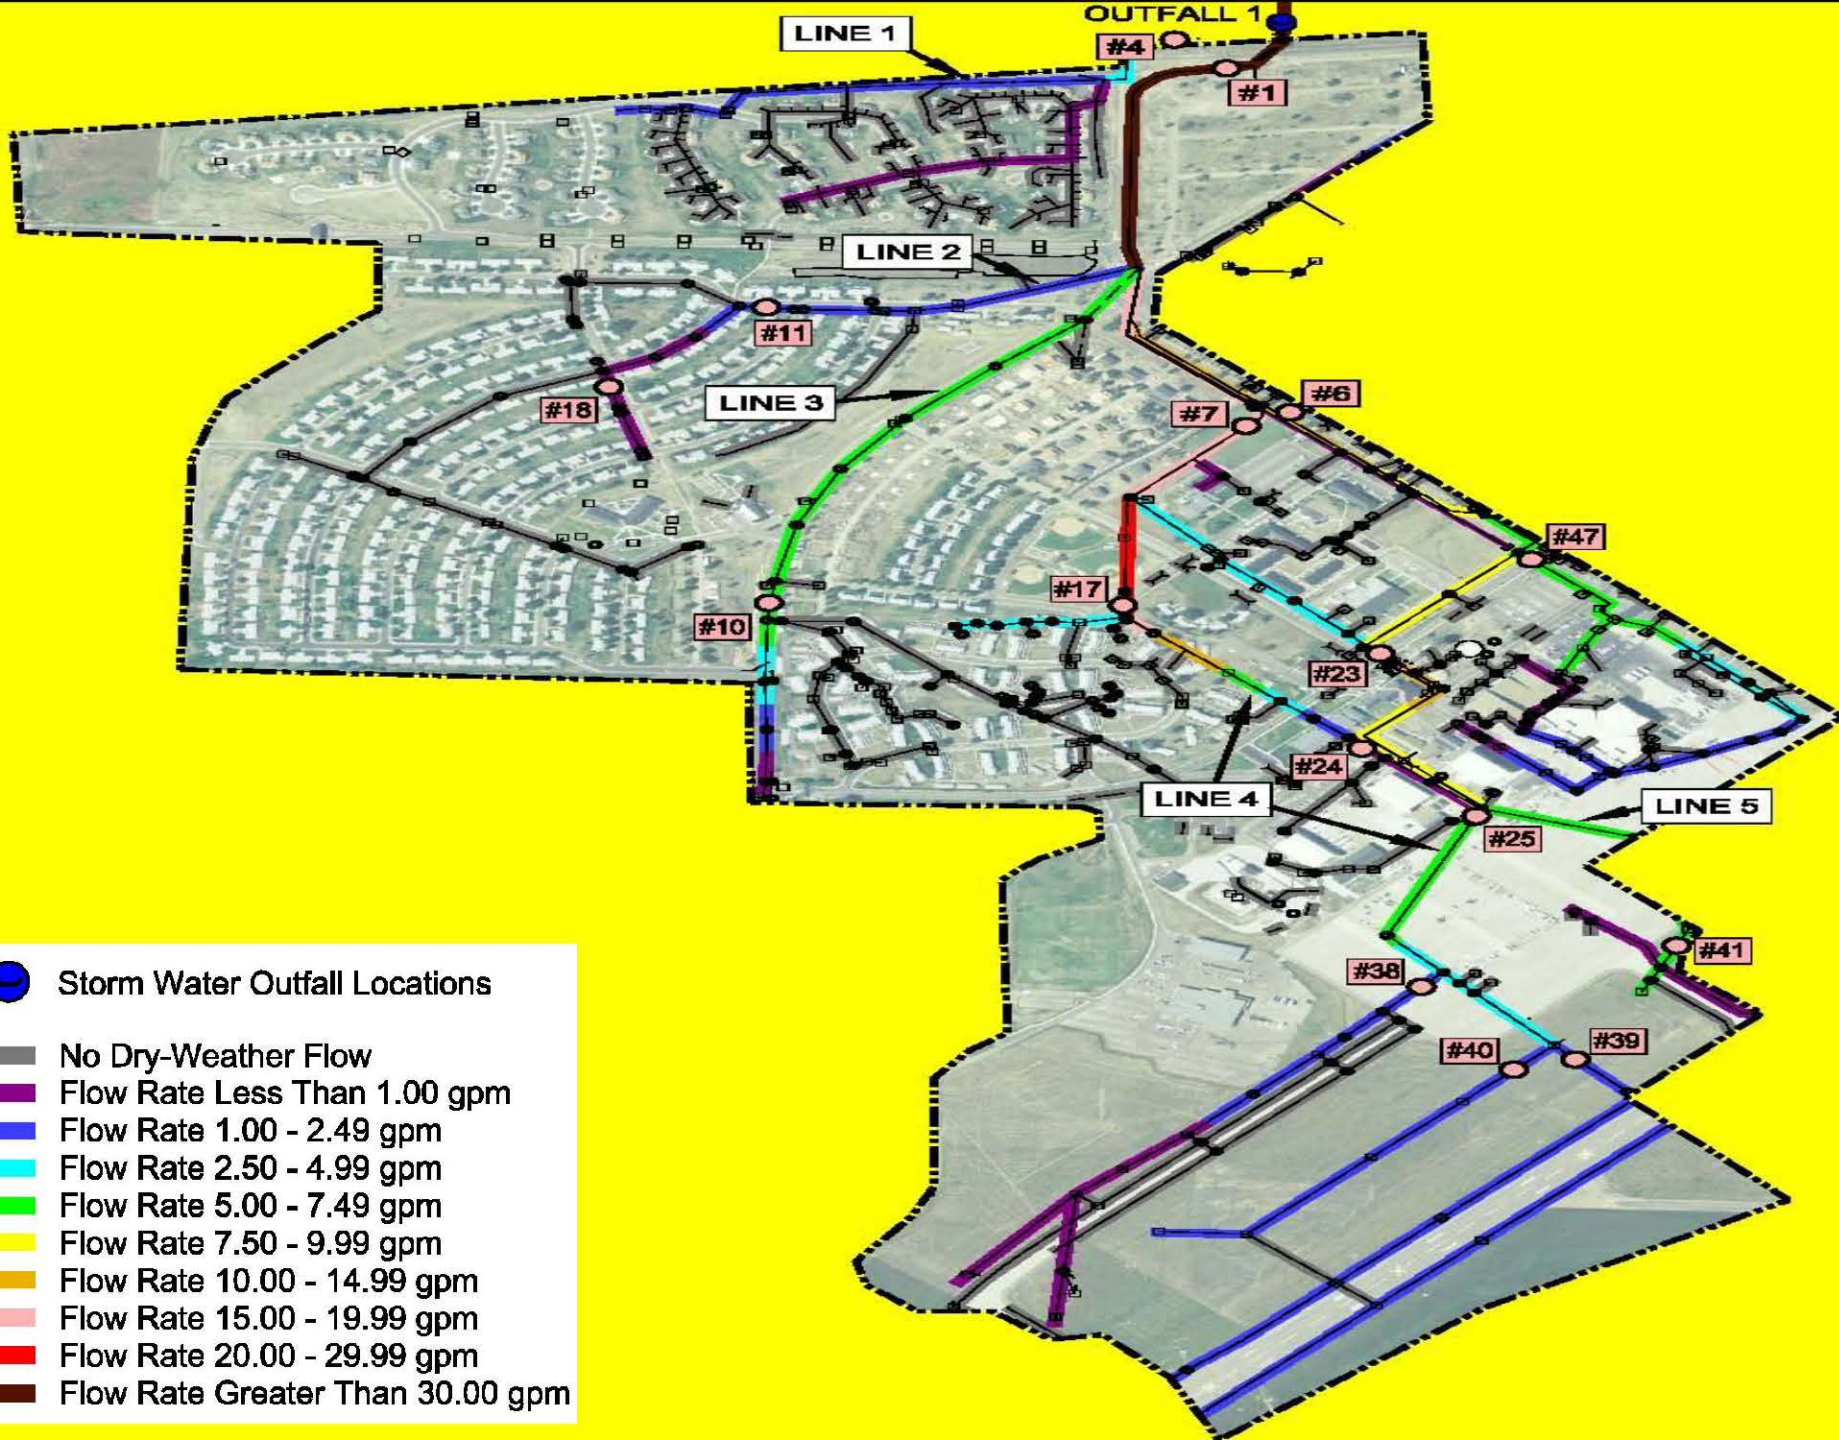 OUTFALL 1
LINE 1
#4
#1
LINE 2
#11
LINE 3
#18
#7
#6
#47
#17
#10
#23
#24
LINE 4
LINE 5
#25
#41
#38
#40
#39
Storm Water Outfall Locations
No Dry-Weather Flow
Flow Rate Less Than 1.00 gpm
Flow Rate 1.00 - 2.49 gpm
Flow Rate 2.50 - 4.99 gpm
Flow Rate 5.00 - 7.49 gpm
Flow Rate 7.50 - 9.99 gpm
Flow Rate 10.00 - 14.99 gpm
Flow Rate 15.00 - 19.99 gpm
Flow Rate 20.00 - 29.99 gpm
Flow Rate Greater Than 30.00 gpm